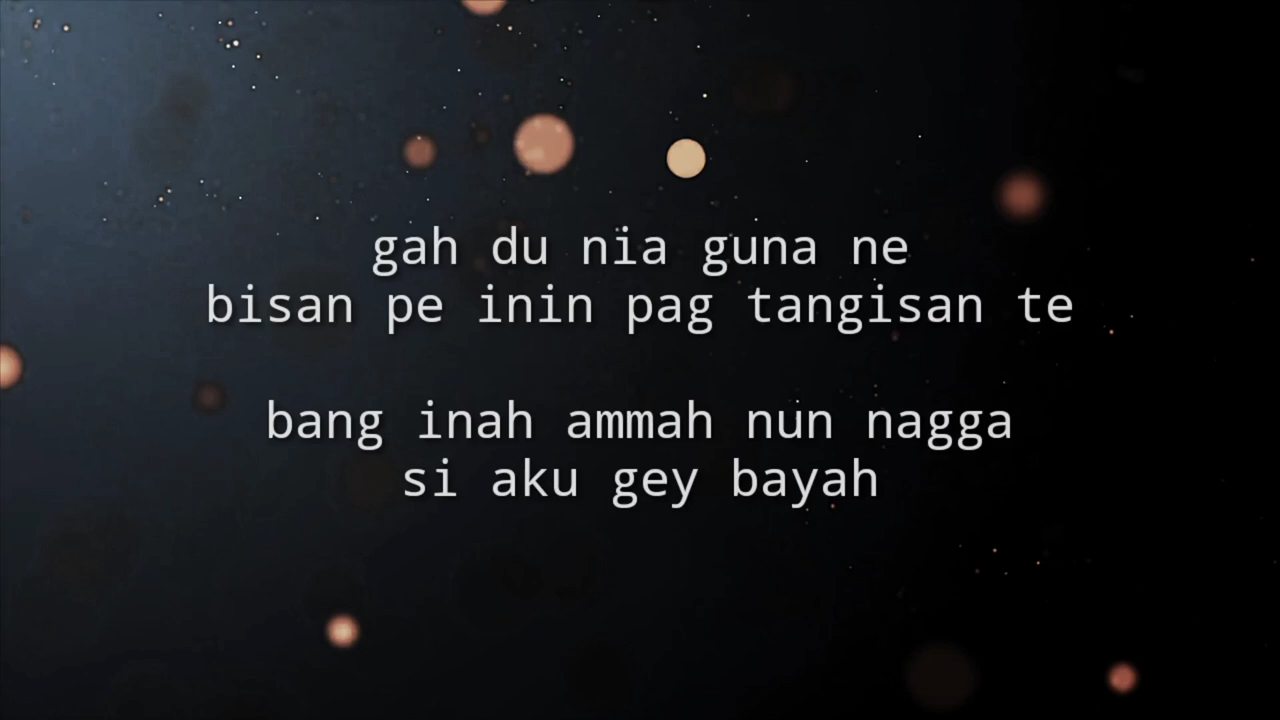 gah du nia guna ne
bisan pe inin pag tangisan te
bang inah ammah nun nagga
si aku gey bayah